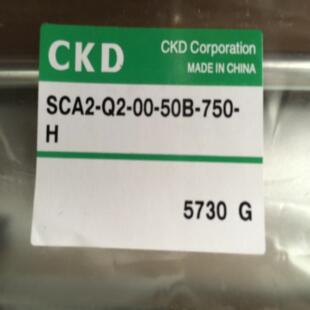 CKD
CKD Corporation
MADE IN CHINA
SCA2-Q2-00-50B-750-
H
5730 G